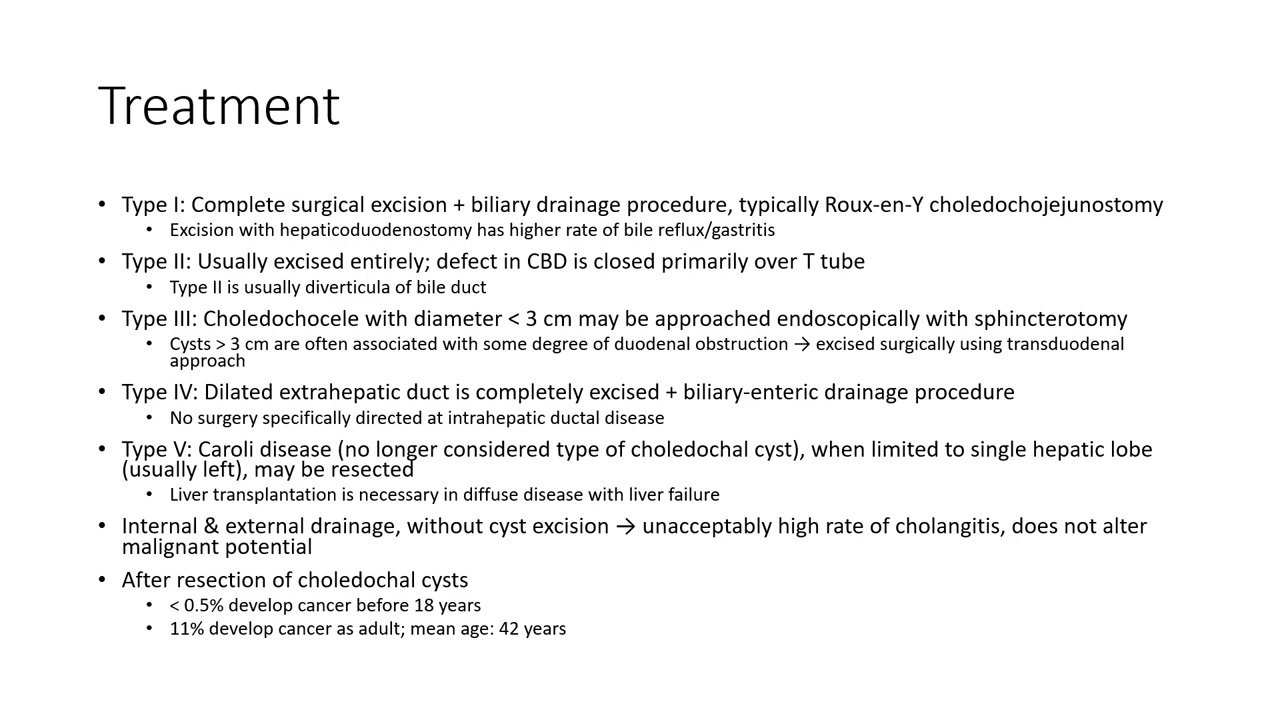 Treatment
• Type I: Complete surgical excision + biliary drainage procedure, typically Roux-en-Y choledochojejunostomy
• Excision with hepaticoduodenostomy has higher rate of bile reflux/gastritis
• Type II: Usually excised entirely; defect in CBD is closed primarily over T tube
• Type II is usually diverticula of bile duct
• Type III: Choledochocele with diameter < 3 cm may be approached endoscopically with sphincterotomy
• Cysts > 3 cm are often associated with some degree of duodenal obstruction → excised surgically using transduodenal
approach
• Type IV: Dilated extrahepatic duct is completely excised + biliary-enteric drainage procedure
• No surgery specifically directed at intrahepatic ductal disease
• Type V: Caroli disease (no longer considered type of choledochal cyst), when limited to single hepatic lobe
(usually left), may be resected
• Liver transplantation is necessary in diffuse disease with liver failure
• Internal & external drainage, without cyst excision → unacceptably high rate of cholangitis, does not alter
malignant potential
• After resection of choledochal cysts
• < 0.5% develop cancer before 18 years
• 11% develop cancer as adult; mean age: 42 years